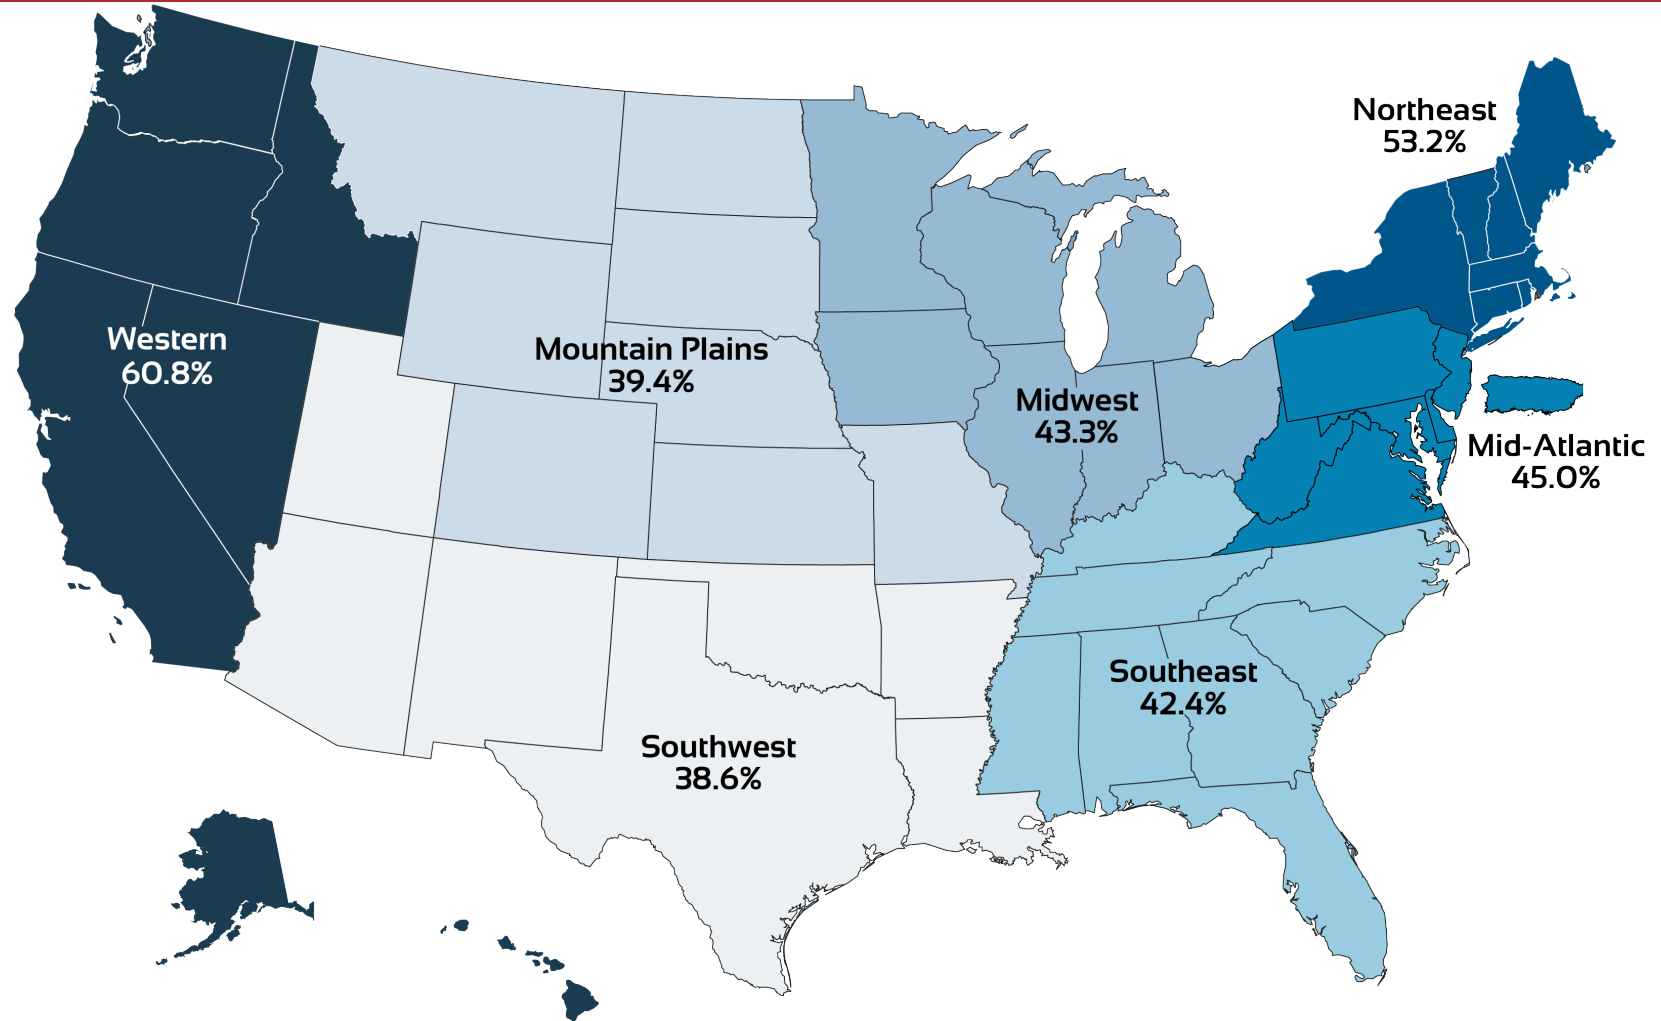 Northeast
53.2%
Western
60.8%
Mountain Plains
39.4%
Midwest
43.3%
Mid-Atlantic
45.0%
Southeast
42.4%
Southwest
38.6%